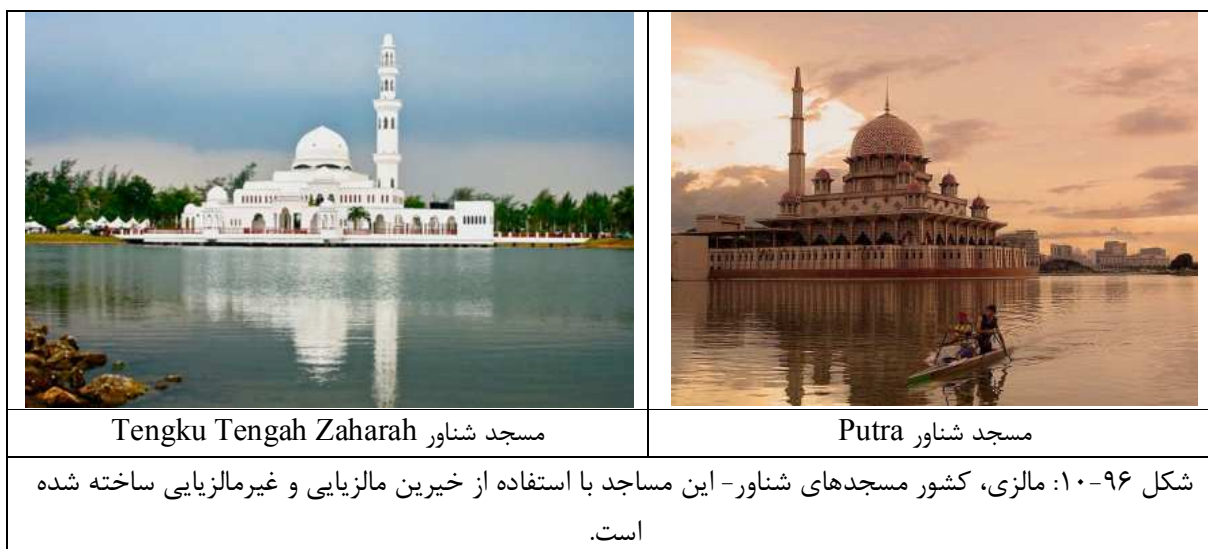 مسجد شناور Putra
مسجد شناور Tengku Tengah Zaharah
شکل ۹۶-۱۰: مالزی، کشور مسجدهای شناور- این مساجد با استفاده از خیرین مالزیایی و غیرمالزیایی ساخته شده
است.